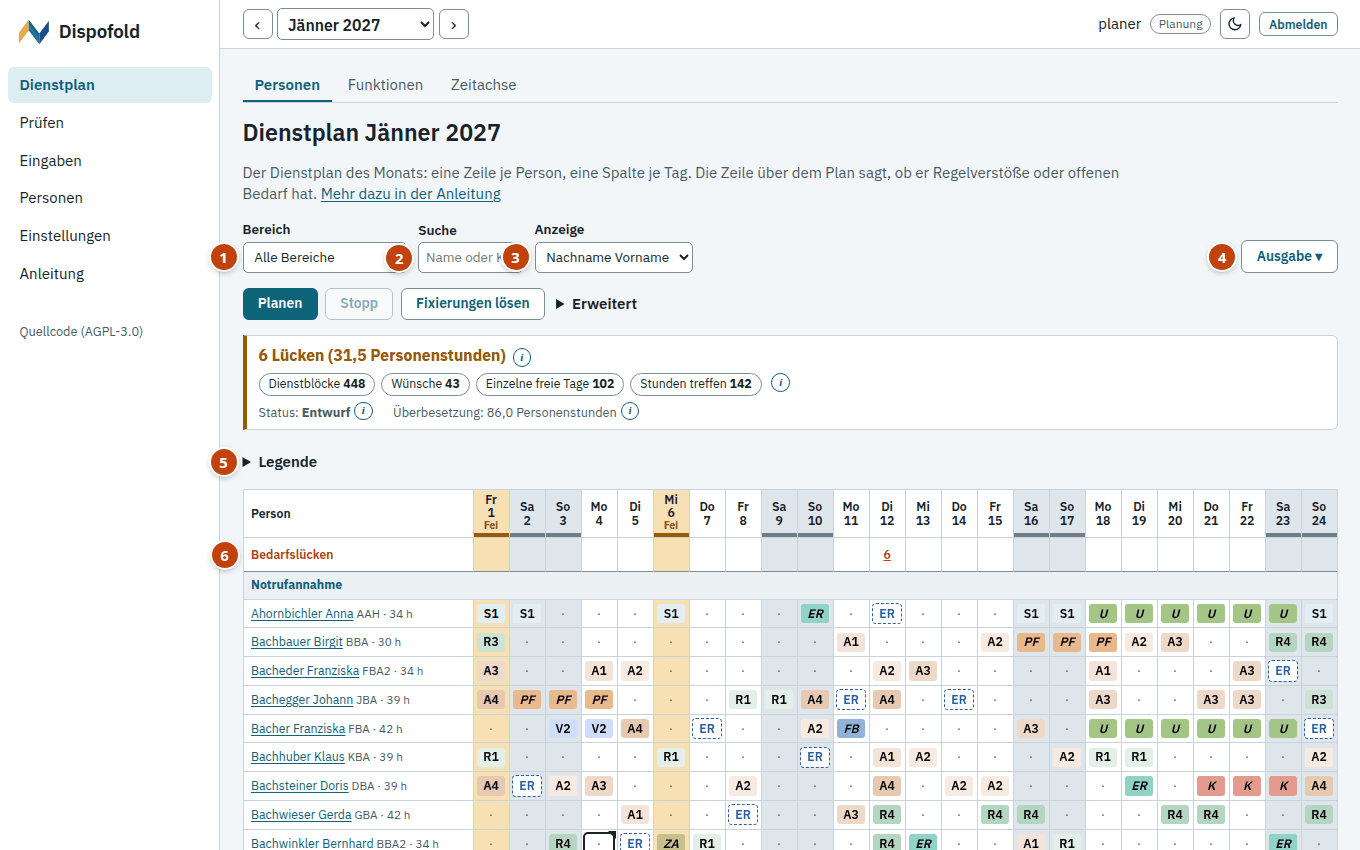 Dispofold
Dienstplan
Prüfen
Eingaben
Personen
Einstellungen
Anleitung
Quellcode (AGPL-3.0)
‹ Jänner 2027 ›
planer Planung Abmelden
Personen Funktionen Zeitachse
Dienstplan Jänner 2027
Der Dienstplan des Monats: eine Zeile je Person, eine Spalte je Tag. Die Zeile über dem Plan sagt, ob er Regelverstöße oder offenen
Bedarf hat. Mehr dazu in der Anleitung
Bereich Suche Anzeige
1 Alle Bereiche 2 Name oder K 3 Nachname Vorname 4 Ausgabe ▾
Planen Stopp Fixierungen lösen ▶ Erweitert
6 Lücken (31,5 Personenstunden) i
Dienstblöcke 448 Wünsche 43 Einzelne freie Tage 102 Stunden treffen 142 i
Status: Entwurf i Überbesetzung: 86,0 Personenstunden i
5 ▶ Legende
Person Fr 1 Fei Sa 2 So 3 Mo 4 Di 5 Mi 6 Fei Do 7 Fr 8 Sa 9 So 10 Mo 11 Di 12 Mi 13 Do 14 Fr 15 Sa 16 So 17 Mo 18 Di 19 Mi 20 Do 21 Fr 22 Sa 23 So 24
6 Bedarfslücken 6
Notrufannahme
Ahornbichler Anna AAH · 34 h S1 S1 · · · S1 · · · ER · ER · · · S1 S1 U U U U U U S1
Bachbauer Birgit BBA · 30 h R3 · · · · · · · · · A1 · · · A2 PF PF PF A2 A3 · · R4 R4
Bacheder Franziska FBA2 · 34 h A3 · · A1 A2 · · · · · · A2 A3 · · · · A1 · · · A3 ER ·
Bachegger Johann JBA · 39 h A4 PF PF PF · · · R1 R1 A4 ER A4 · ER · · · A3 · · A3 A3 · R3
Bacher Franziska FBA · 42 h · · V2 V2 A4 · ER · · A2 FB · · · · A3 · U U U U U U ER
Bachhuber Klaus KBA · 39 h R1 · · · · R1 · · · ER · A1 A2 · · · A2 R1 R1 · · · · A2
Bachsteiner Doris DBA · 39 h A4 ER A2 A3 · · · A2 · · · A4 · A2 A2 · · · ER · K K K A4
Bachwieser Gerda GBA · 42 h · · · · A1 · · ER · · A3 R4 · · R4 R4 · · · R4 R4 · · R4
Bachwinkler Bernhard BBA2 · 34 h · · R4 · ER ZA R1 · · · · R4 ER · · A1 R1 · · · · · ER ·